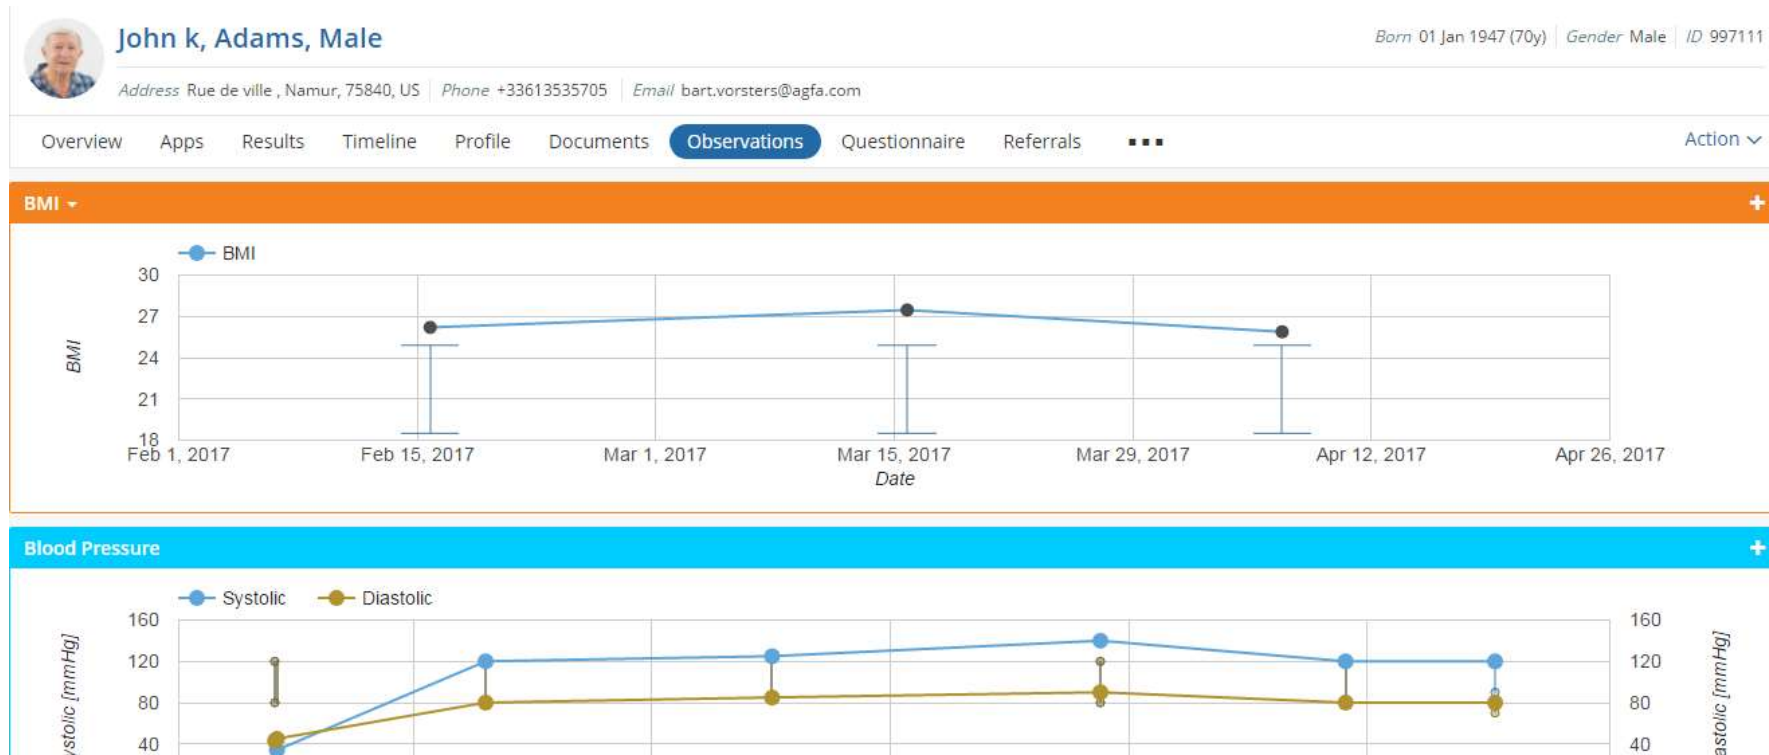 John k, Adams, Male
Born 01 Jan 1947 (70y) Gender Male ID 997111
Address Rue de ville , Namur, 75840, US Phone +33613535705 Email bart.vorsters@agfa.com
Overview Apps Results Timeline Profile Documents Observations Questionnaire Referrals Action
BMI
BMI
30
27
24
21
18
BMI
Feb 1, 2017 Feb 15, 2017 Mar 1, 2017 Mar 15, 2017 Mar 29, 2017 Apr 12, 2017 Apr 26, 2017
Date
Blood Pressure
Systolic Diastolic
160 160
120 120
80 80
40 40
ystolic [mmHg]
astolic [mmHg]